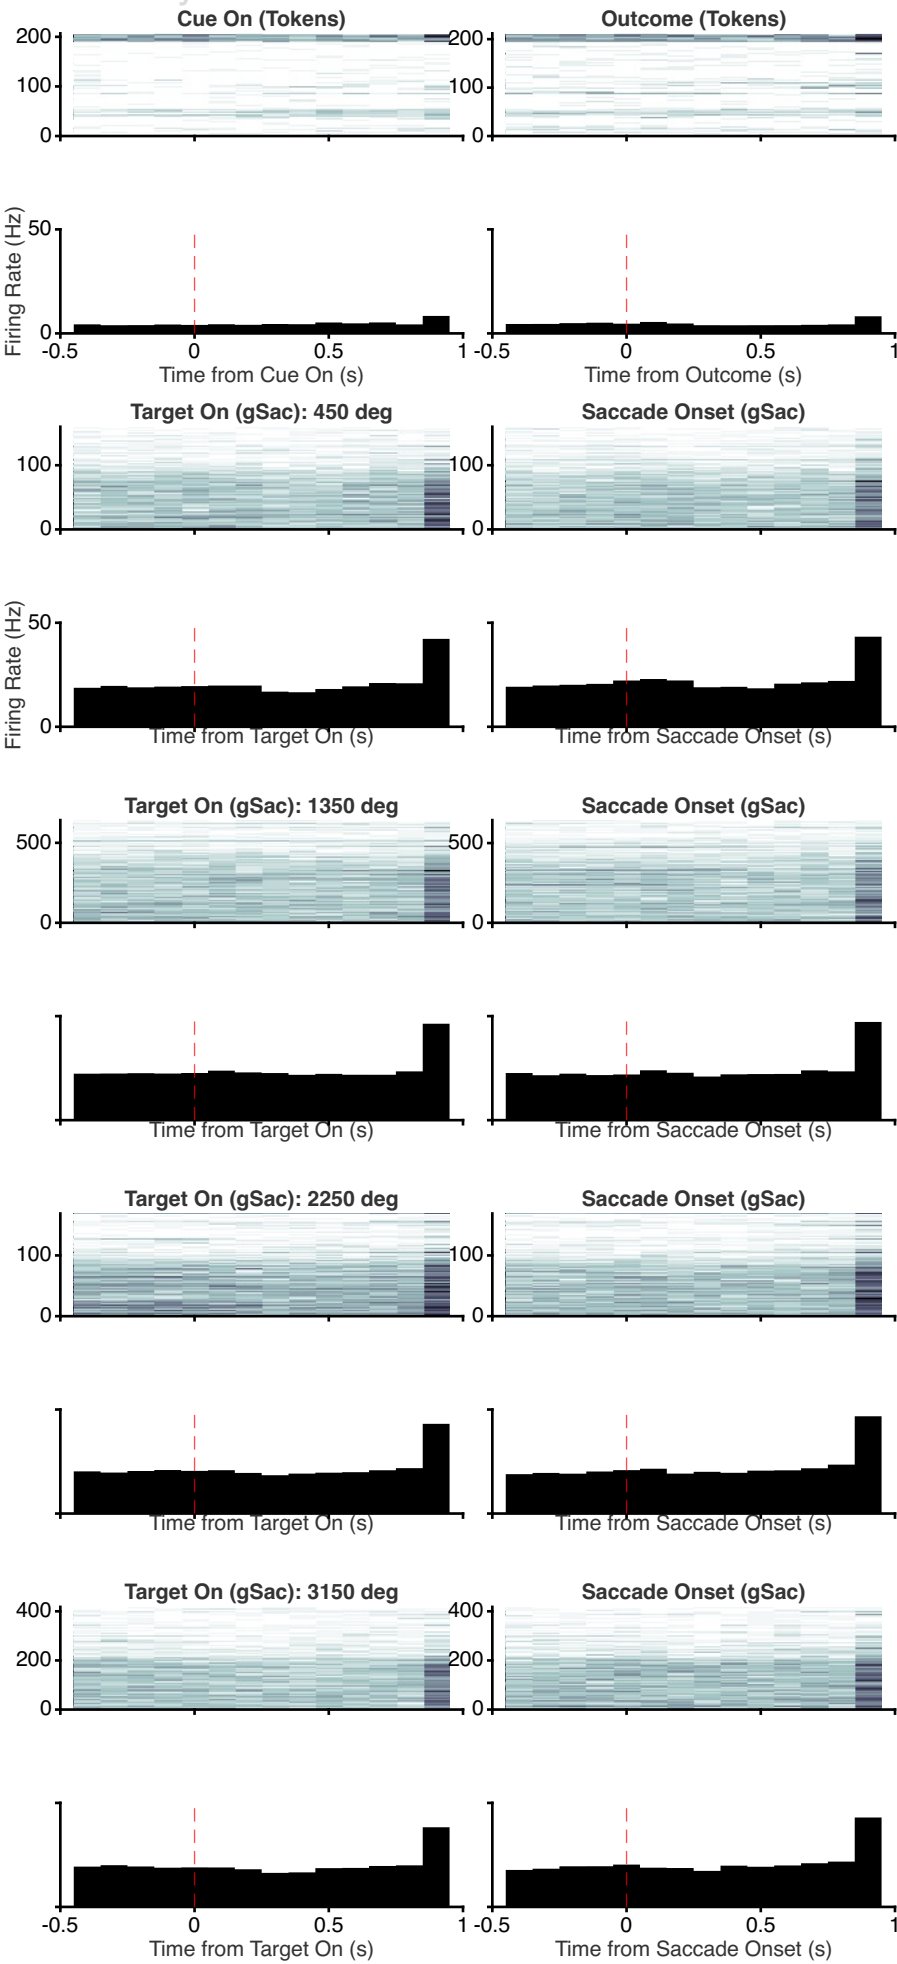 Cue On (Tokens) Outcome (Tokens)
200 200
100 100
0 0
Firing Rate (Hz)
50
0
-0.5 0 0.5 1 -0.5 0 0.5 1
Time from Cue On (s) Time from Outcome (s)
Target On (gSac): 450 deg Saccade Onset (gSac)
100 100
0 0
Firing Rate (Hz)
50
0
Time from Target On (s) Time from Saccade Onset (s)
Target On (gSac): 1350 deg Saccade Onset (gSac)
500 500
0 0
Time from Target On (s) Time from Saccade Onset (s)
Target On (gSac): 2250 deg Saccade Onset (gSac)
100 100
0 0
Time from Target On (s) Time from Saccade Onset (s)
Target On (gSac): 3150 deg Saccade Onset (gSac)
400 400
200 200
0 0
-0.5 0 0.5 1 -0.5 0 0.5 1
Time from Target On (s) Time from Saccade Onset (s)